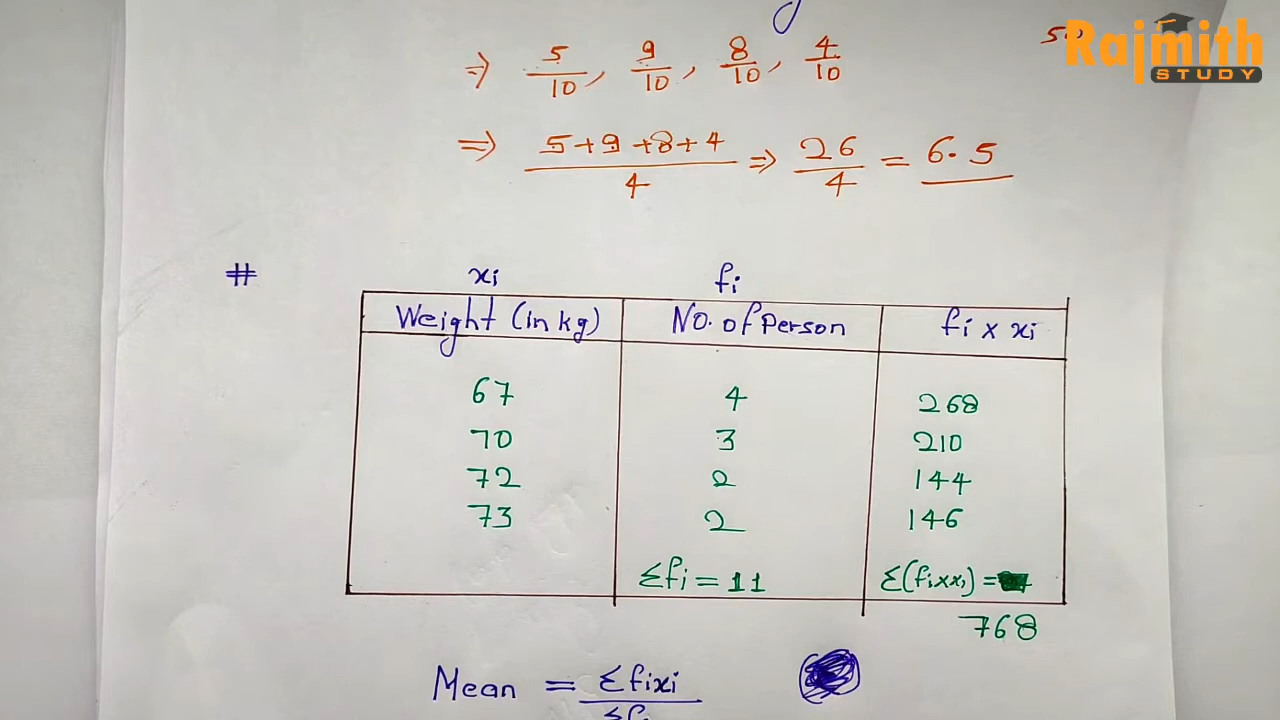 Rajmith
STUDY
⇒ 5/10, 9/10, 8/10, 4/10
⇒ 5+9+8+4/4 ⇒ 26/4 = 6.5
# xi fi
Weight (in kg) No. of Person fi x xi
67 4 268
70 3 210
72 2 144
73 2 146
Σfi = 11 Σ(fixxi) =
768
Mean = Σfixi/Σfi